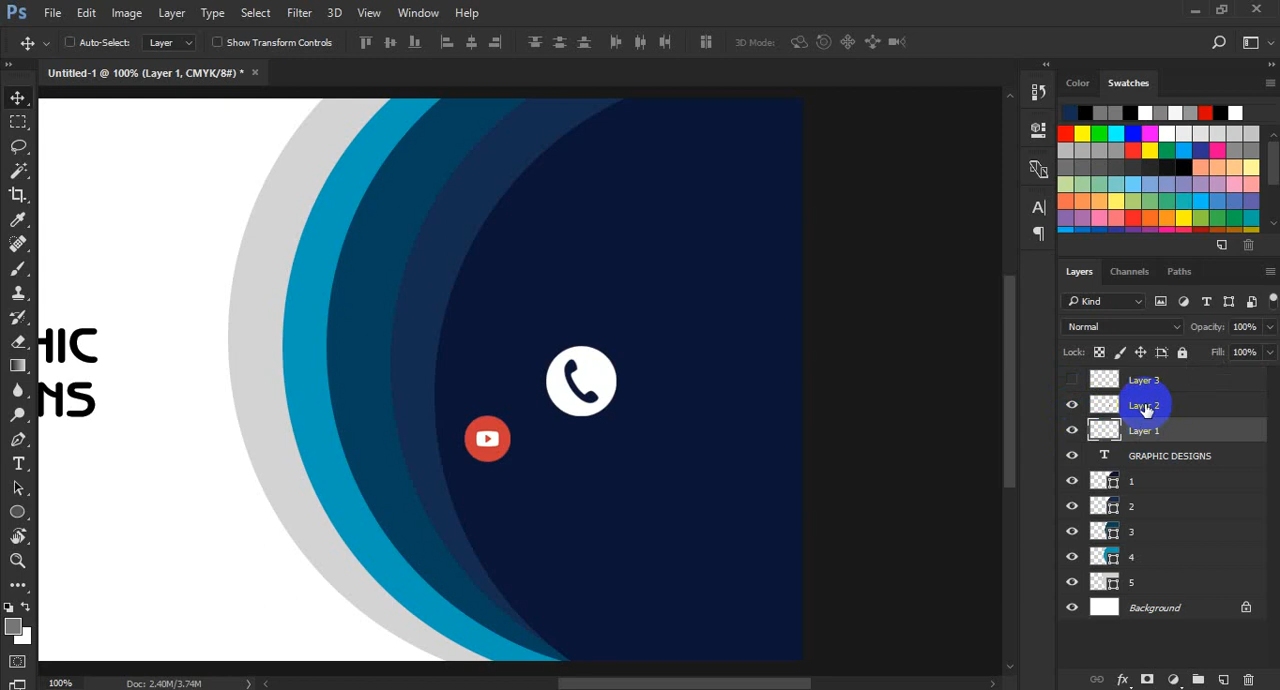 Ps File Edit Image Layer Type Select Filter 3D View Window Help
Auto-Select: Layer Show Transform Controls 3D Mode:
Untitled-1 @ 100% (Layer 1, CMYK/8#) *
Color Swatches
HIC
NS
Layers Channels Paths
Kind
Normal Opacity: 100%
Lock: Fill: 100%
Layer 3
Layer 2
Layer 1
T GRAPHIC DESIGNS
1
2
3
4
5
Background
100% Doc: 2.40M/3.74M